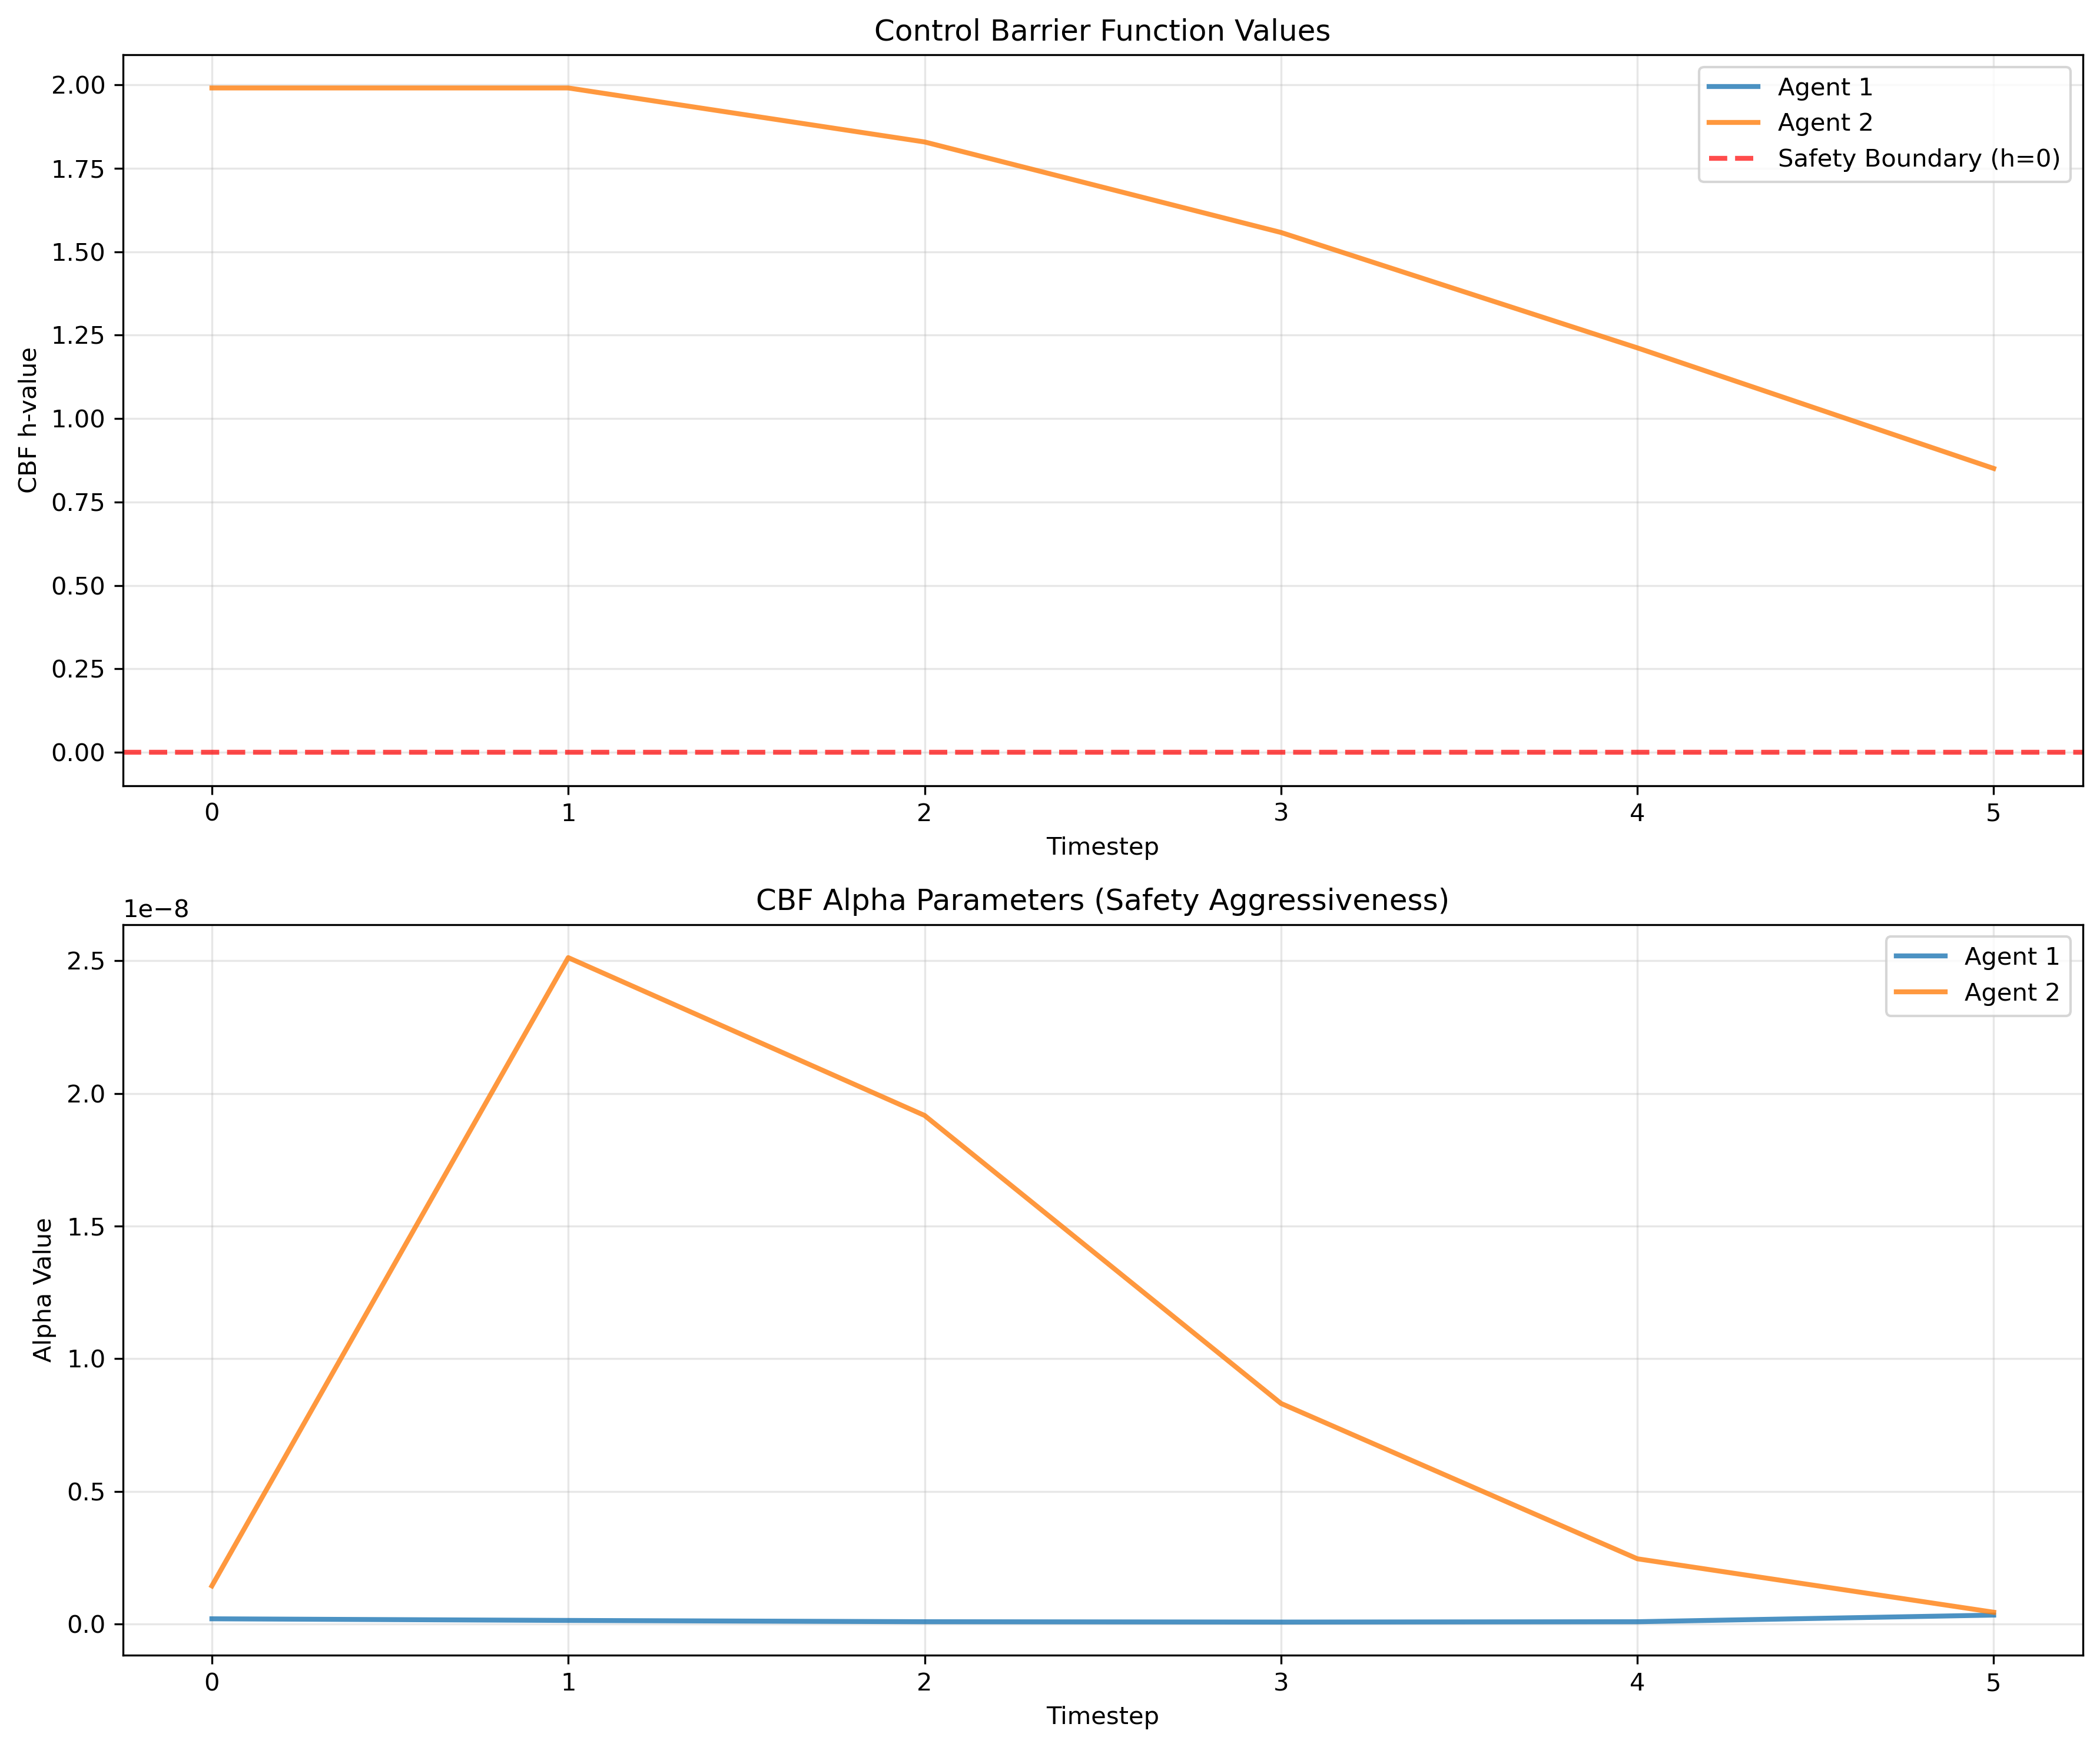 Control Barrier Function Values
2.00
1.75
1.50
1.25
1.00
0.75
0.50
0.25
0.00
CBF h-value
Agent 1
Agent 2
Safety Boundary (h=0)
0 1 2 3 4 5
Timestep
CBF Alpha Parameters (Safety Aggressiveness)
1e−8
2.5
2.0
1.5
1.0
0.5
0.0
Alpha Value
Agent 1
Agent 2
0 1 2 3 4 5
Timestep